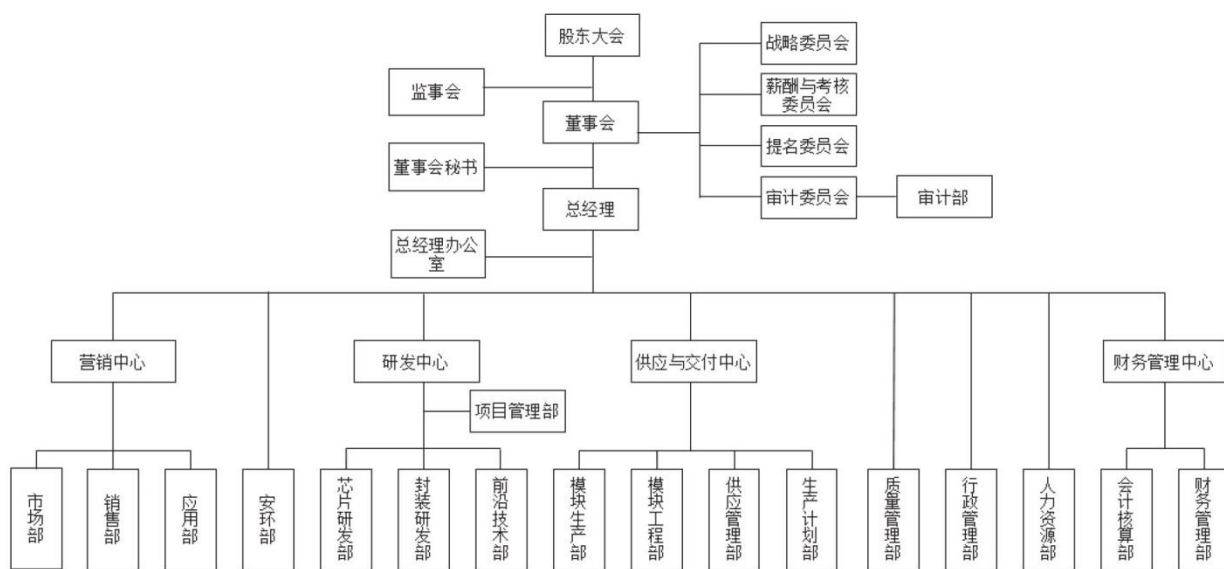 股东大会
战略委员会
监事会
薪酬与考核
委员会
董事会
提名委员会
董事会秘书
审计委员会
审计部
总经理
总经理办公
室
营销中心
研发中心
供应与交付中心
财务管理中心
项目管理部
市场部
销售部
应用部
安环部
芯片研发部
封装研发部
前沿技术部
模块生产部
模块工程部
供应管理部
生产计划部
质量管理部
行政管理部
人力资源部
会计核算部
财务管理部